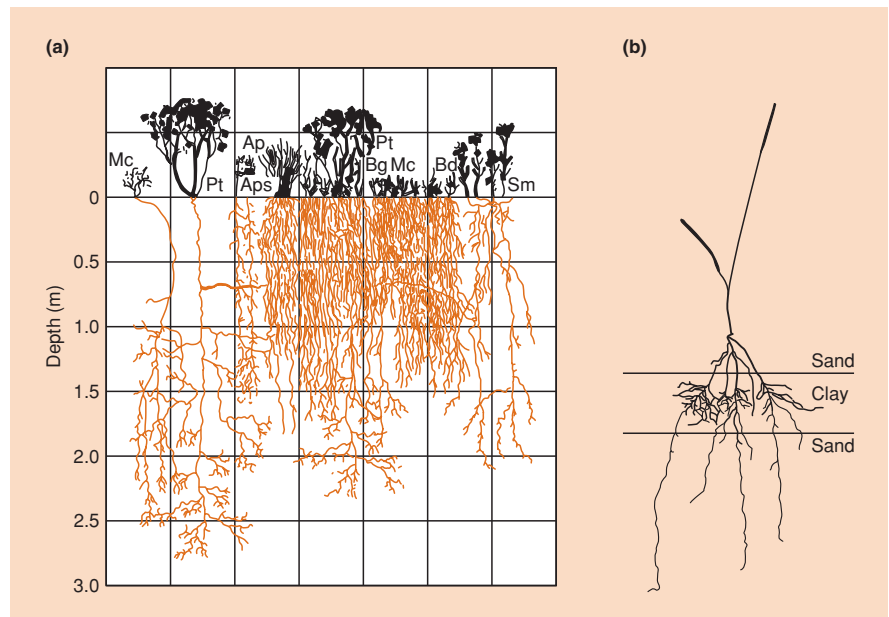 (a)
(b)
Ap
Pt
Mc
Bg Mc
Bd
Pt
Aps
Sm
0
0.5
1.0
1.5
2.0
2.5
3.0
Depth (m)
Sand
Clay
Sand